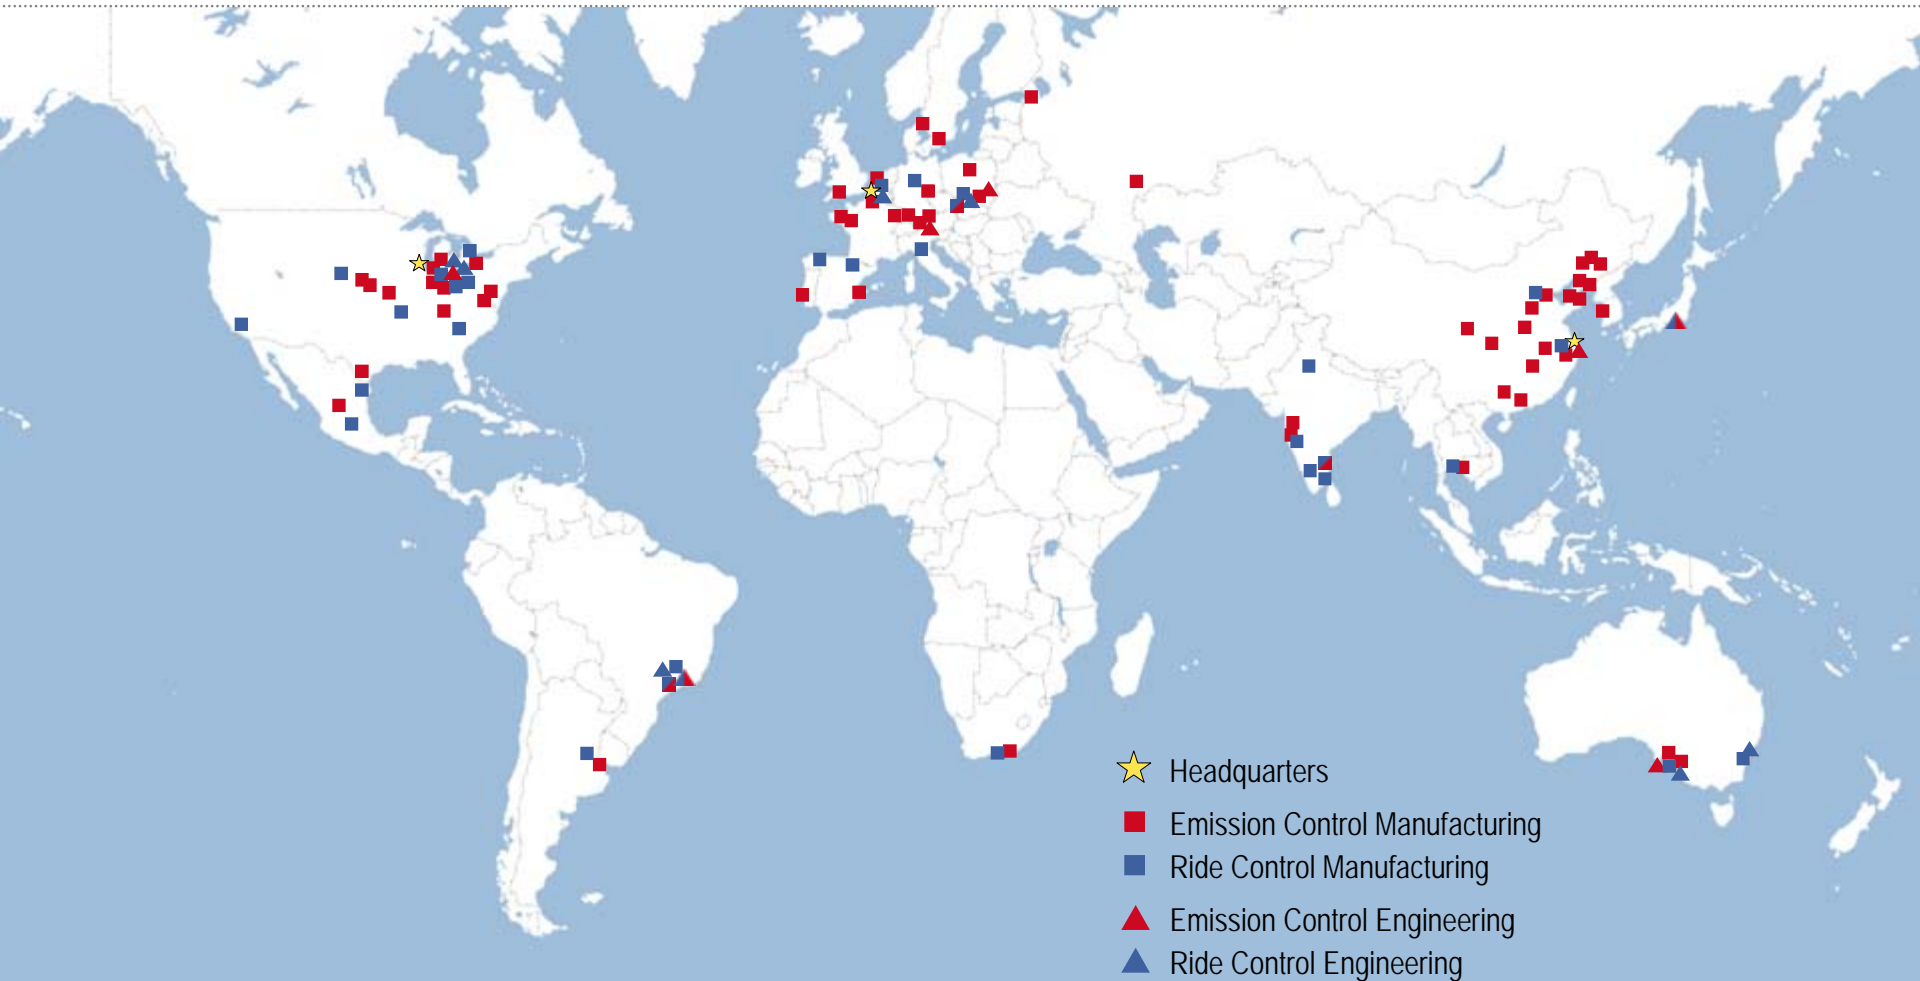 Headquarters
Emission Control Manufacturing
Ride Control Manufacturing
Emission Control Engineering
Ride Control Engineering